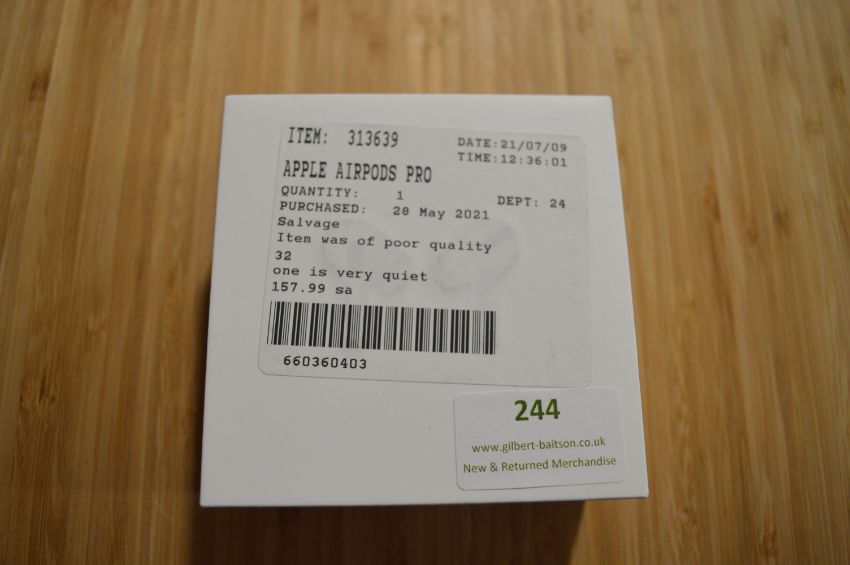 ITEM: 313639
DATE:21/07/09
TIME:12:36:01
APPLE AIRPODS PRO
QUANTITY: 1
DEPT: 24
PURCHASED: 28 May 2021
Salvage
Item was of poor quality
32
one is very quiet
157.99 sa
660360403
244
www.gilbert-baitson.co.uk
New & Returned Merchandise